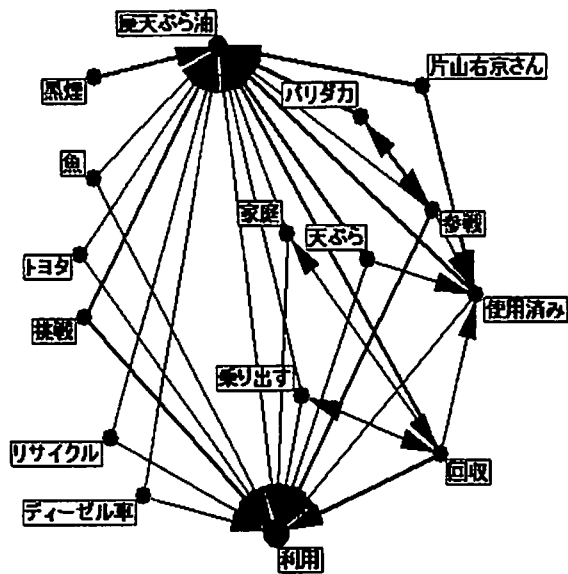 廃天ぷら油
黒煙
片山右京さん
パリダカ
魚
家庭
参戦
天ぷら
トヨタ
使用済み
挑戦
乗り出す
リサイクル
回収
ディーゼル車
利用